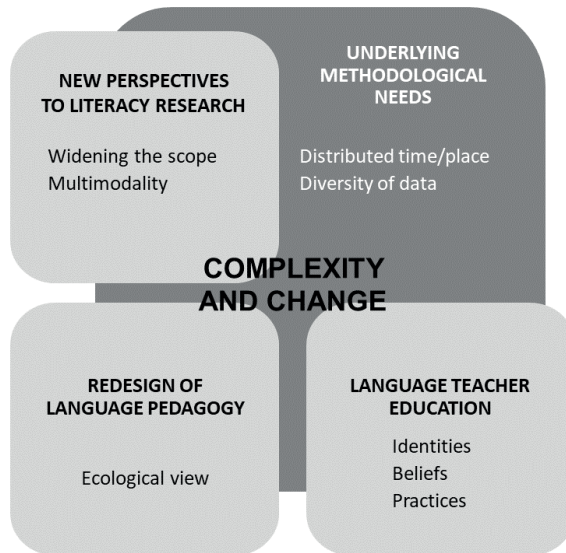 NEW PERSPECTIVES
TO LITERACY RESEARCH
Widening the scope
Multimodality
UNDERLYING
METHODOLOGICAL
NEEDS
Distributed time/place
Diversity of data
COMPLEXITY
AND CHANGE
REDESIGN OF
LANGUAGE PEDAGOGY
Ecological view
LANGUAGE TEACHER
EDUCATION
Identities
Beliefs
Practices